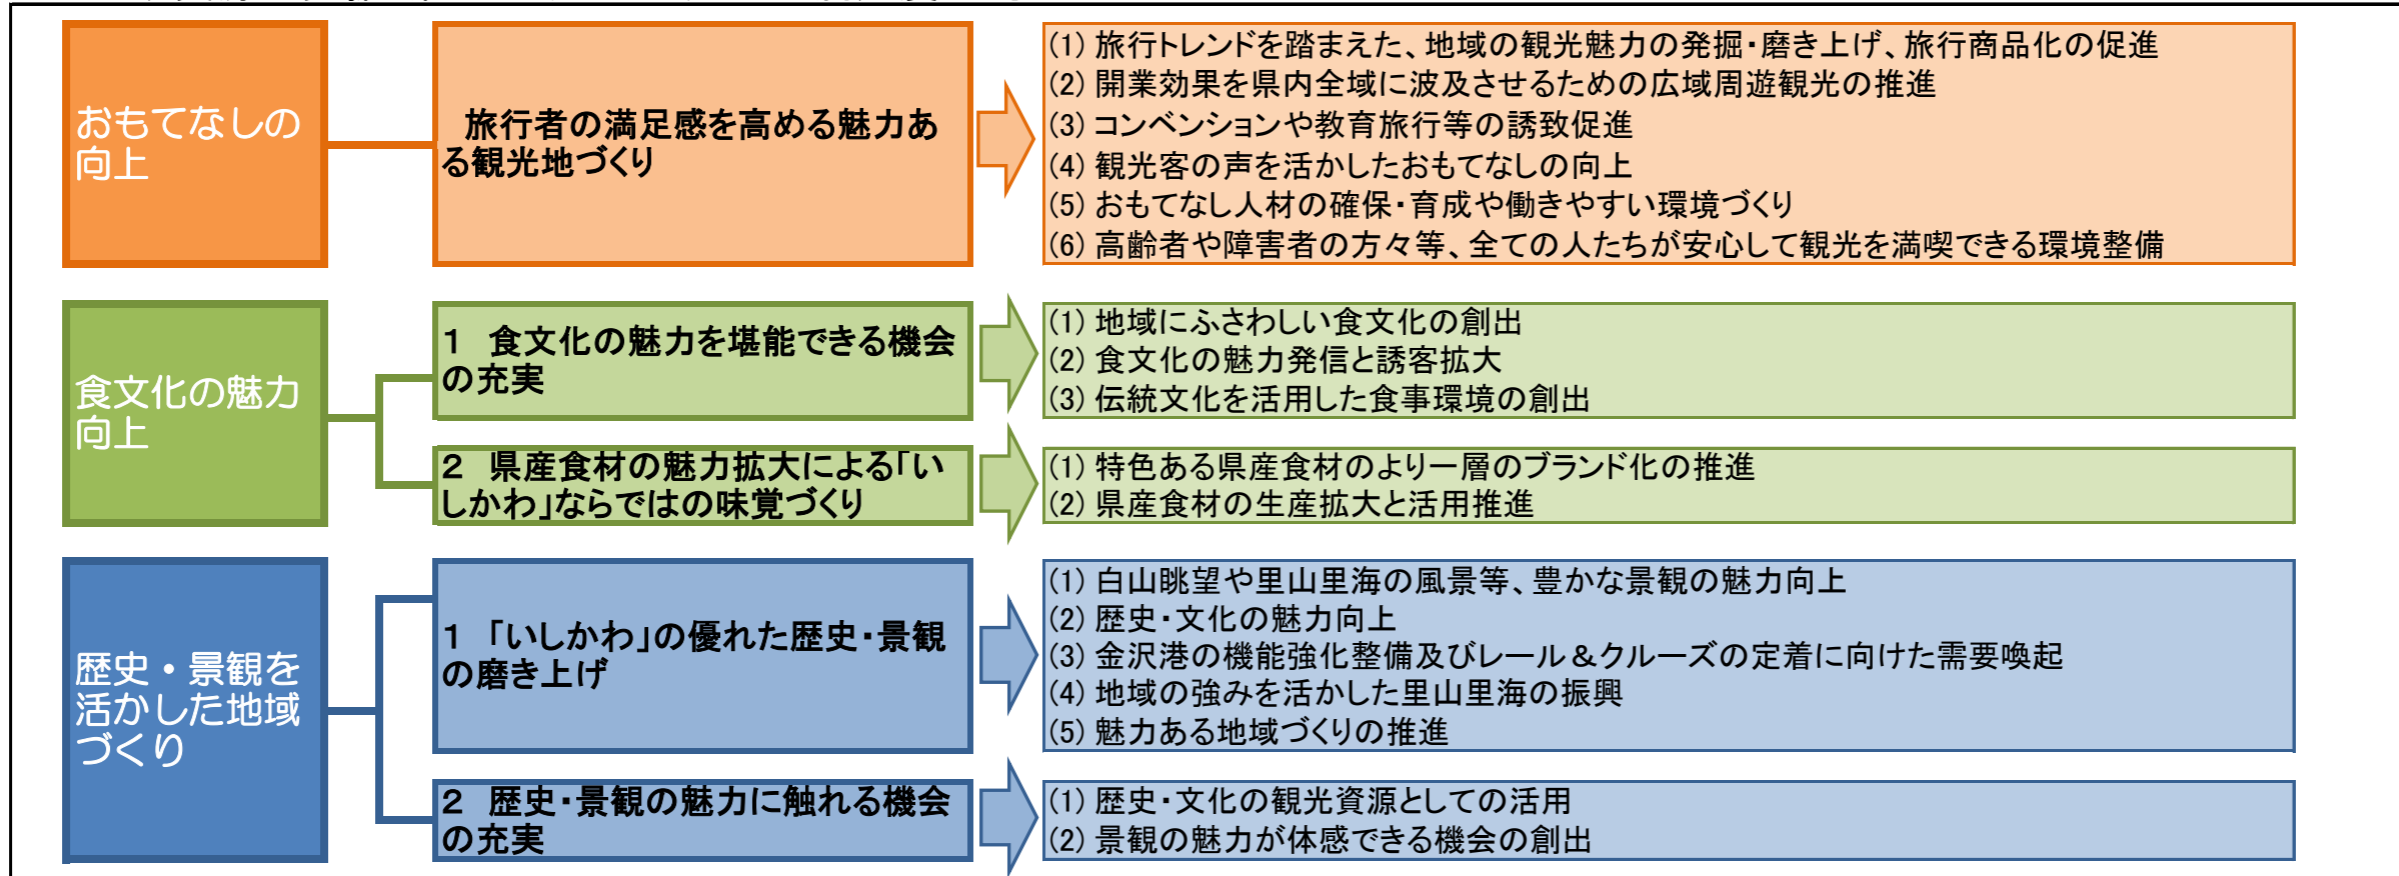 おもてなしの
向上
旅行者の満足感を高める魅力あ
る観光地づくり
(1) 旅行トレンドを踏まえた、地域の観光魅力の発掘・磨き上げ、旅行商品化の促進
(2) 開業効果を県内全域に波及させるための広域周遊観光の推進
(3) コンベンションや教育旅行等の誘致促進
(4) 観光客の声を活かしたおもてなしの向上
(5) おもてなし人材の確保・育成や働きやすい環境づくり
(6) 高齢者や障害者の方々等、全ての人たちが安心して観光を満喫できる環境整備
食文化の魅力
向上
1 食文化の魅力を堪能できる機会
の充実
(1) 地域にふさわしい食文化の創出
(2) 食文化の魅力発信と誘客拡大
(3) 伝統文化を活用した食事環境の創出
2 県産食材の魅力拡大による「い
しかわ」ならではの味覚づくり
(1) 特色ある県産食材のより一層のブランド化の推進
(2) 県産食材の生産拡大と活用推進
歴史・景観を
活かした地域
づくり
1 「いしかわ」の優れた歴史・景観
の磨き上げ
(1) 白山眺望や里山里海の風景等、豊かな景観の魅力向上
(2) 歴史・文化の魅力向上
(3) 金沢港の機能強化整備及びレール＆クルーズの定着に向けた需要喚起
(4) 地域の強みを活かした里山里海の振興
(5) 魅力ある地域づくりの推進
2 歴史・景観の魅力に触れる機会
の充実
(1) 歴史・文化の観光資源としての活用
(2) 景観の魅力が体感できる機会の創出